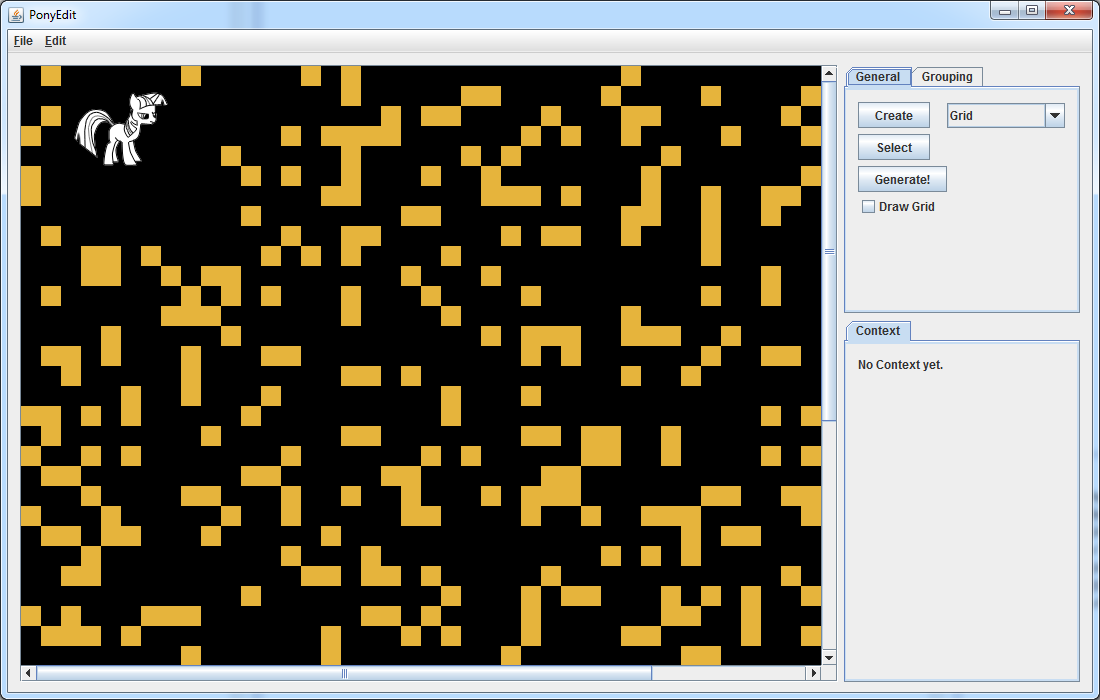 PonyEdit
File Edit
General Grouping
Create Grid
Select
Generate!
Draw Grid
Context
No Context yet.